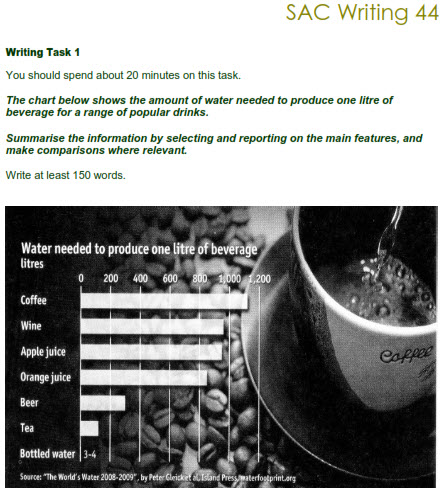 SAC Writing 44
Writing Task 1
You should spend about 20 minutes on this task.
The chart below shows the amount of water needed to produce one litre of
beverage for a range of popular drinks.
Summarise the information by selecting and reporting on the main features, and
make comparisons where relevant.
Write at least 150 words.
Water needed to produce one litre of beverage
litres
0 200 400 600 800 1,000 1,200
Coffee
Wine
Apple juice
Orange juice
Beer
Tea
Bottled water 3-4
Coffee
Source: "The World's Water 2008-2009", by Peter Gleick et al, Island Press/waterfootprint.org